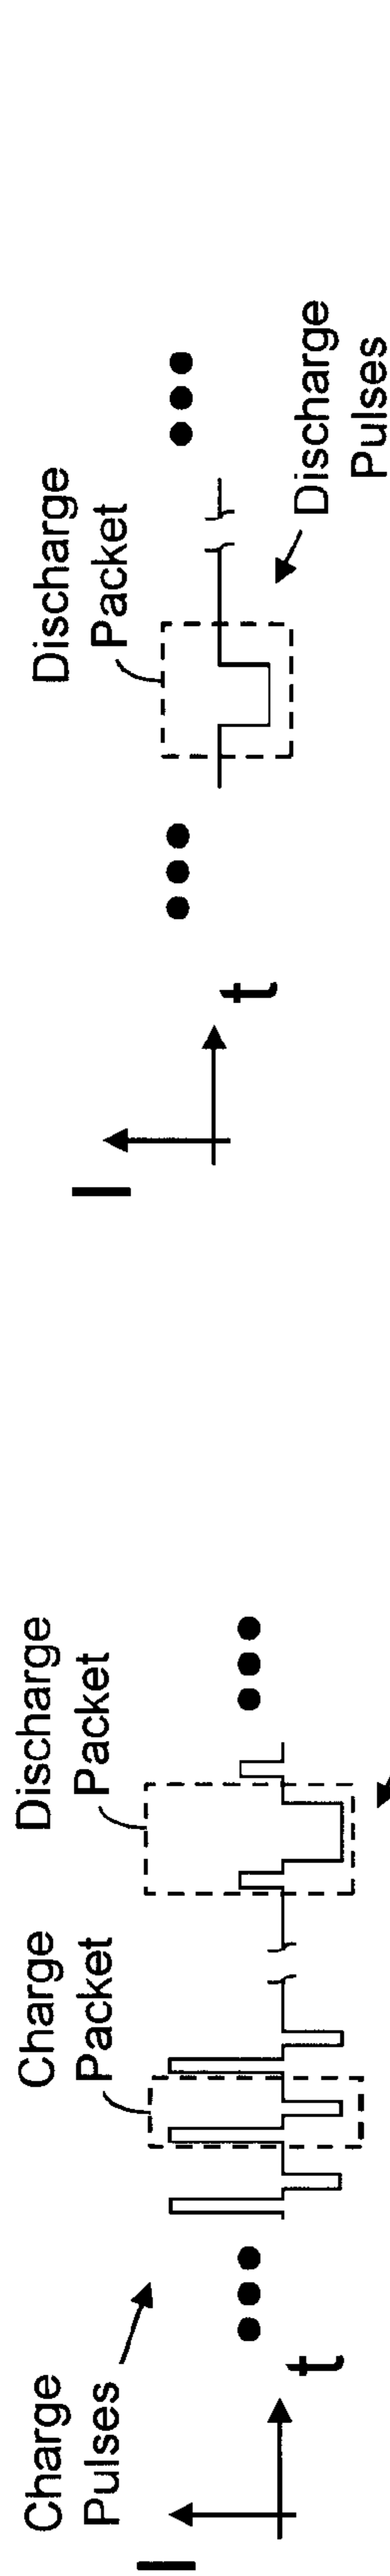 Charge
Pulses
Charge
Packet
Discharge
Packet
I
t
Discharge
Packet
I
t
Discharge
Pulses